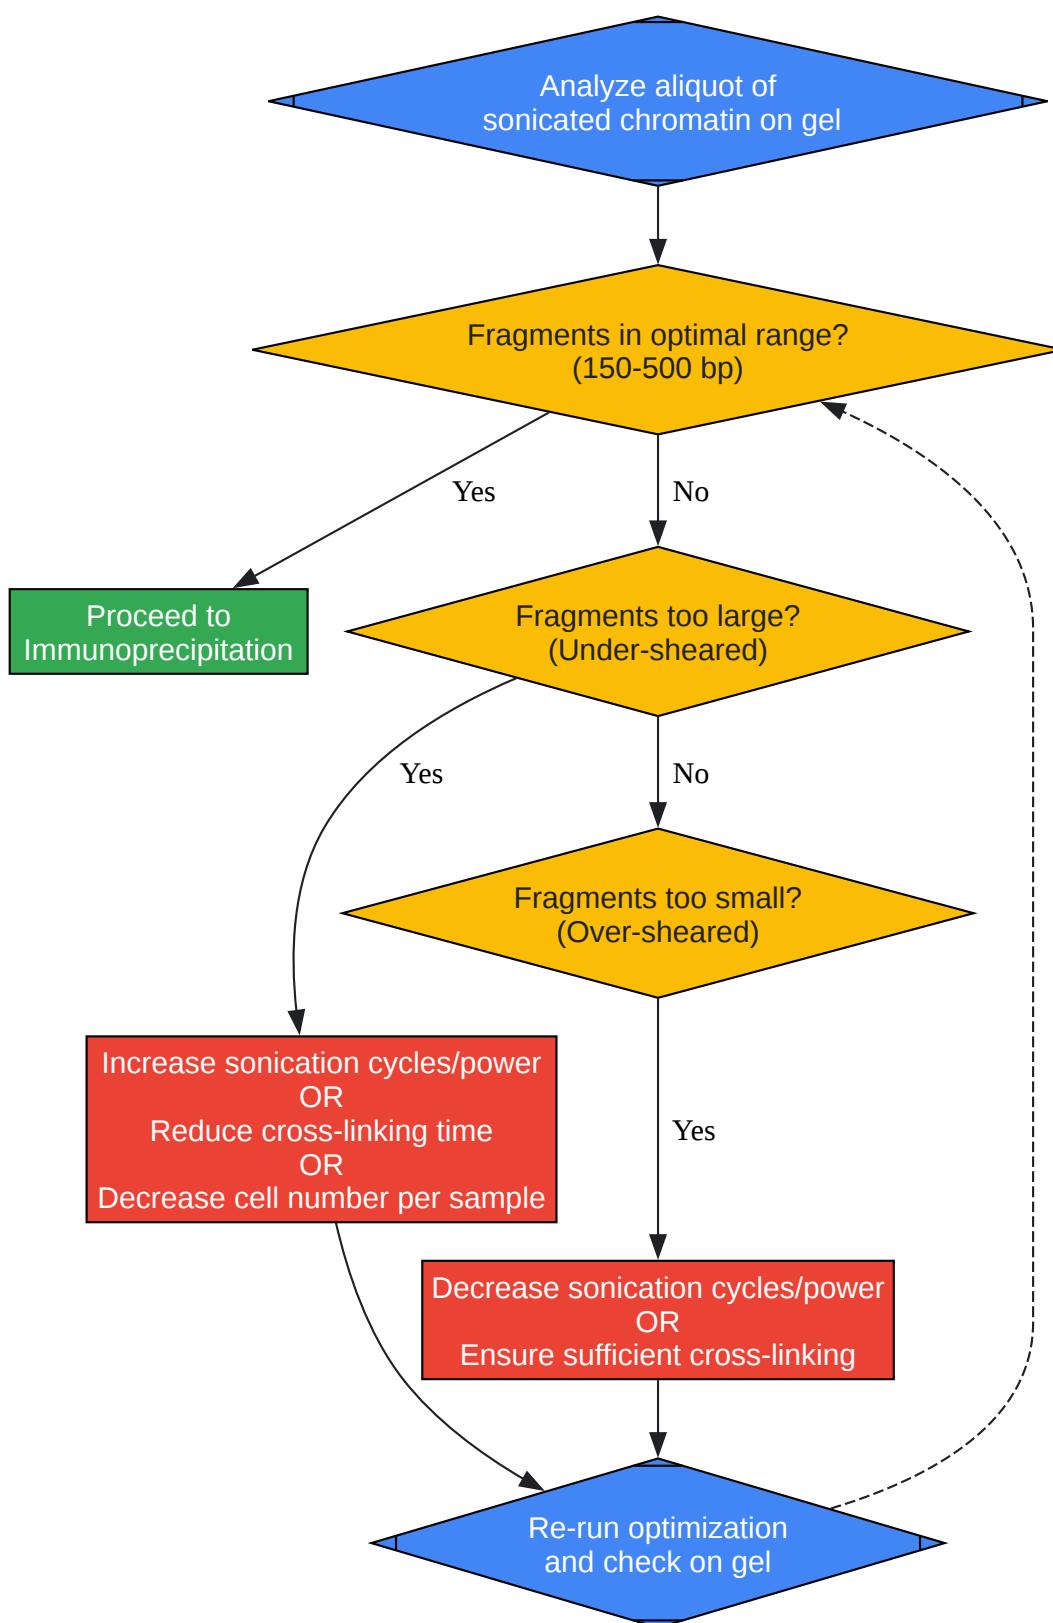 Analyze aliquot of
sonicated chromatin on gel
Fragments in optimal range?
(150-500 bp)
Yes
No
Proceed to
Immunoprecipitation
Fragments too large?
(Under-sheared)
Yes
No
Fragments too small?
(Over-sheared)
Increase sonication cycles/power
OR
Reduce cross-linking time
OR
Decrease cell number per sample
Yes
Decrease sonication cycles/power
OR
Ensure sufficient cross-linking
Re-run optimization
and check on gel